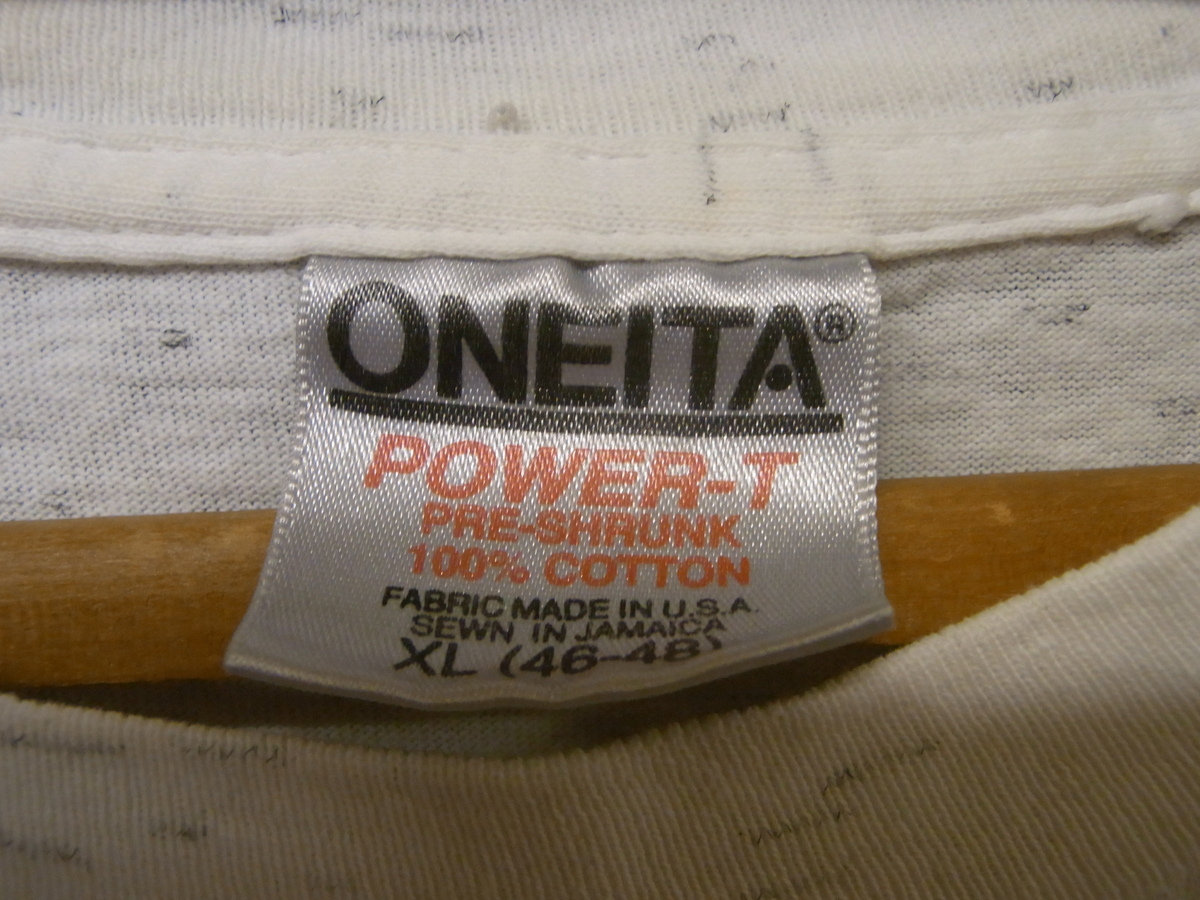 ONEITA®
POWER-T
PRE-SHRUNK
100% COTTON
FABRIC MADE IN U.S.A.
SEWN IN JAMAICA
XL (46-48)